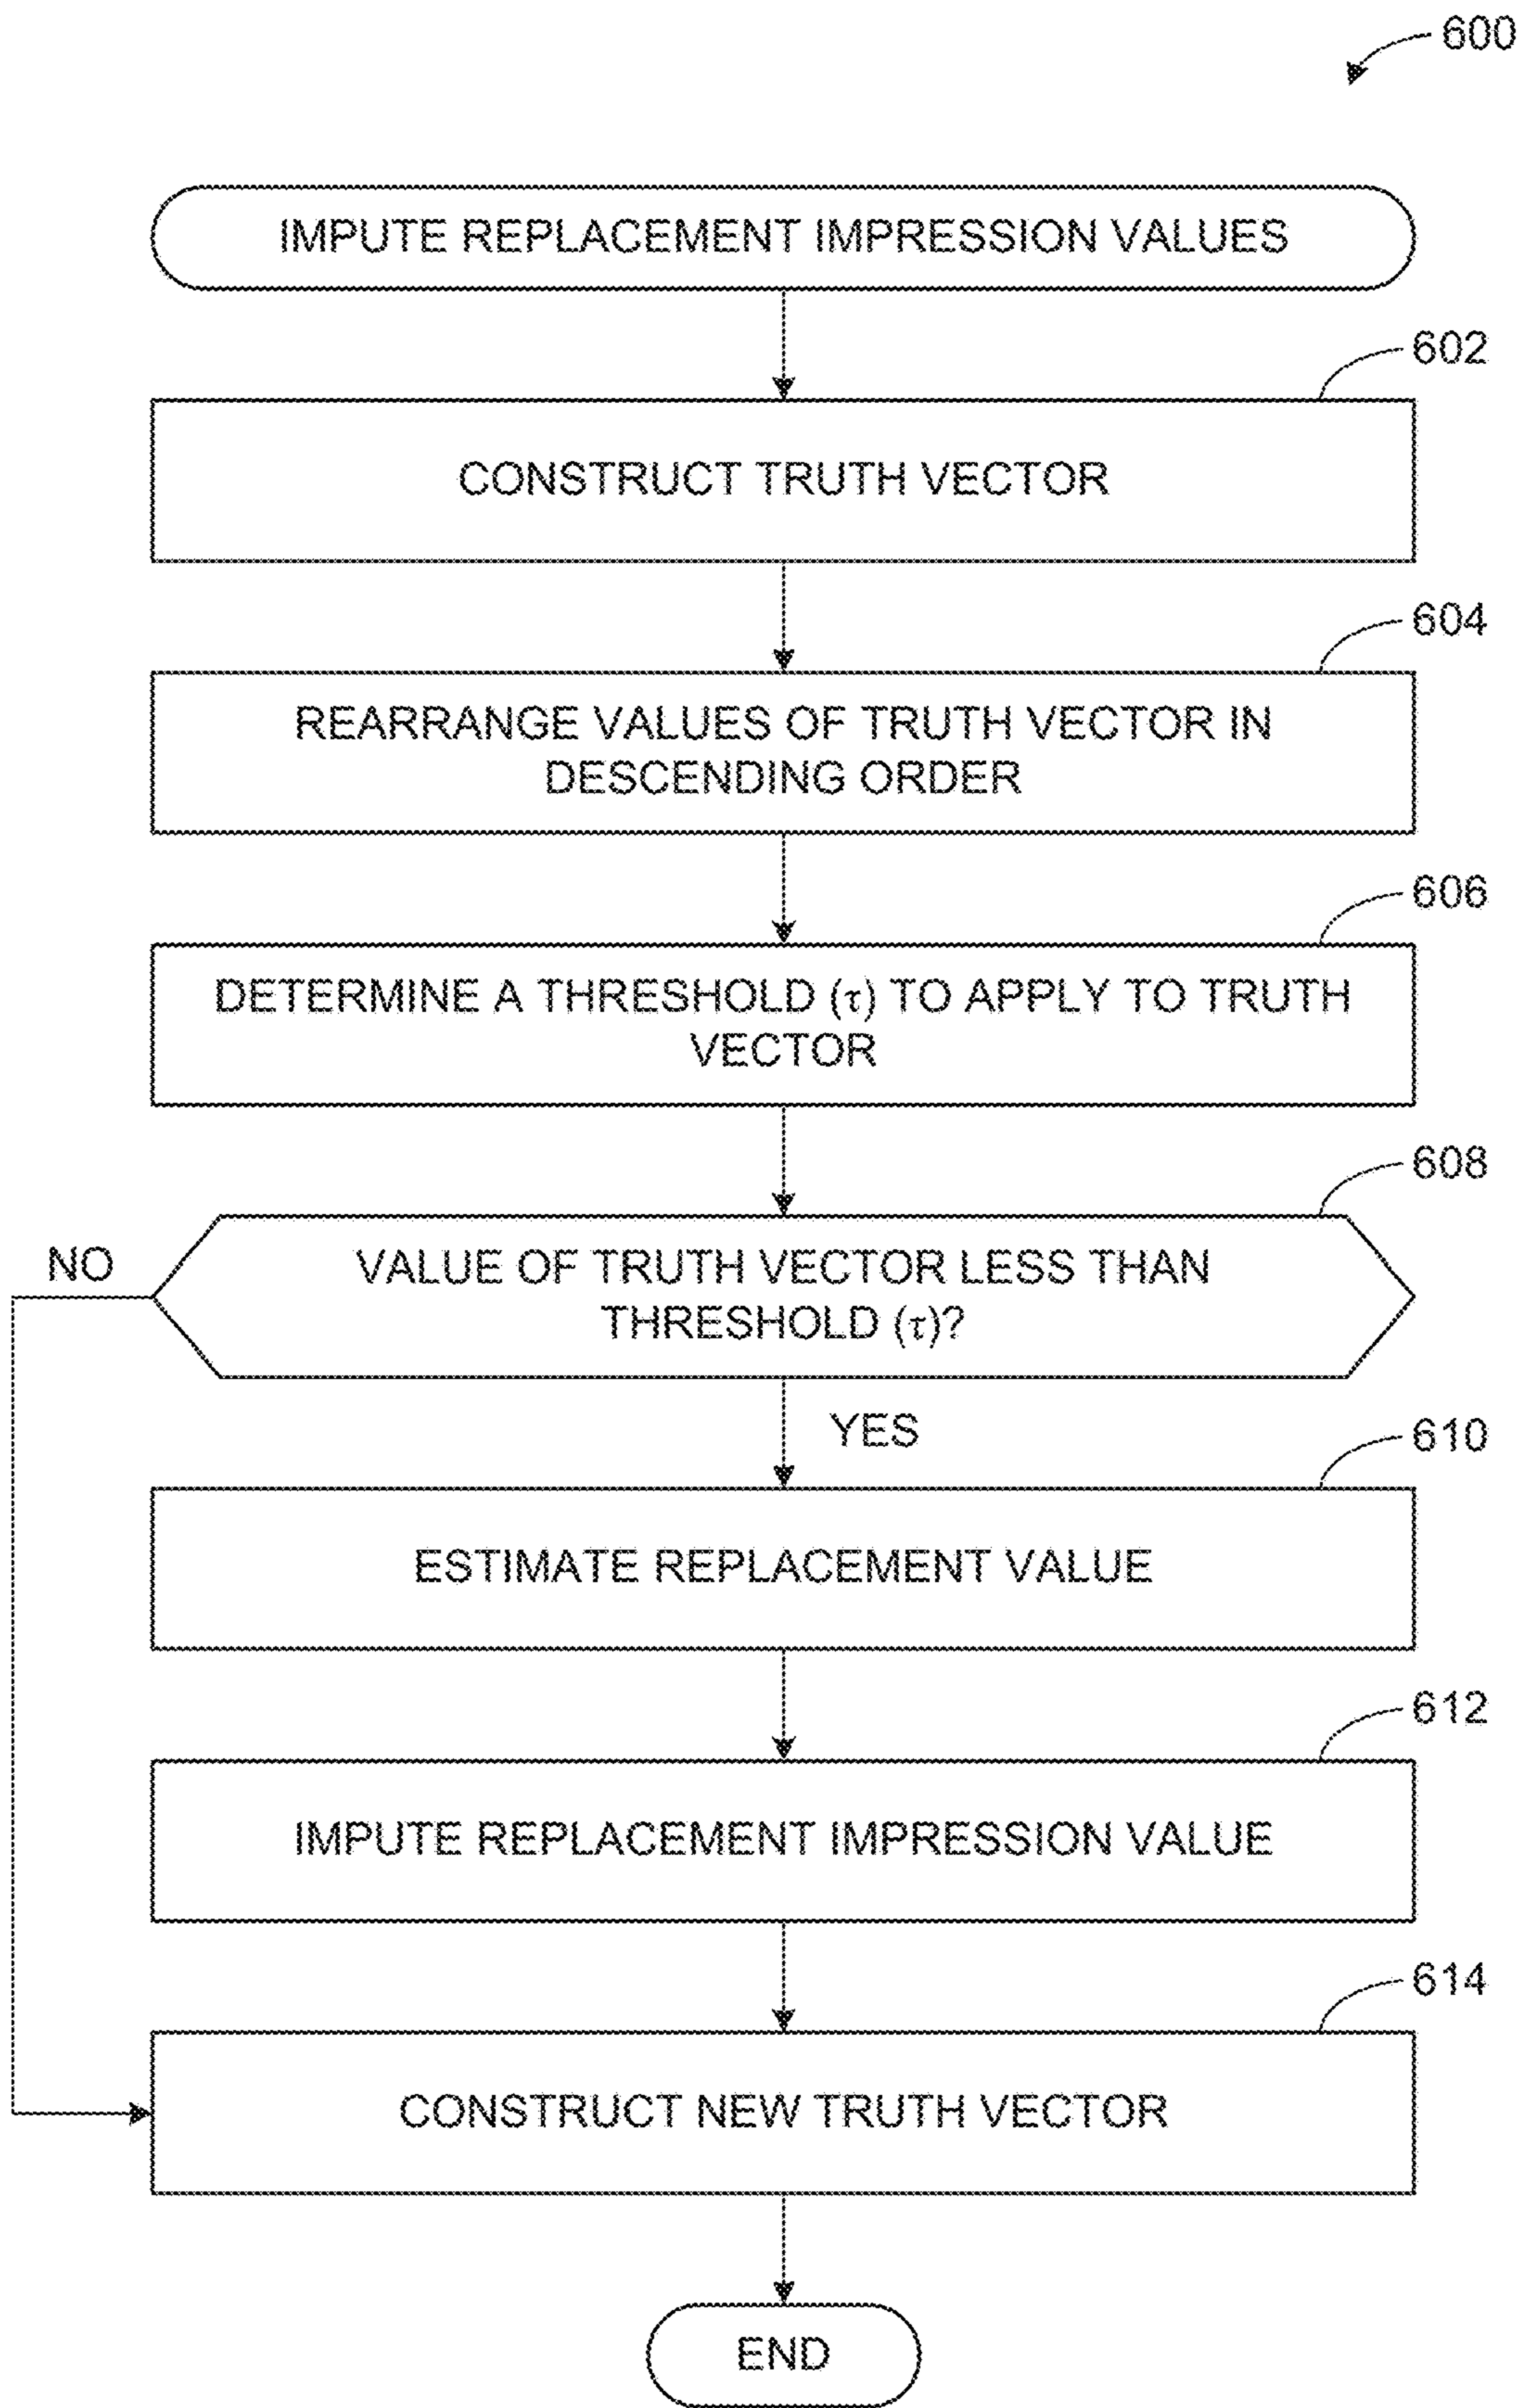 600
IMPUTE REPLACEMENT IMPRESSION VALUES
602
CONSTRUCT TRUTH VECTOR
604
REARRANGE VALUES OF TRUTH VECTOR IN
DESCENDING ORDER
606
DETERMINE A THRESHOLD (τ) TO APPLY TO TRUTH
VECTOR
608
NO
VALUE OF TRUTH VECTOR LESS THAN
THRESHOLD (τ)?
YES
610
ESTIMATE REPLACEMENT VALUE
612
IMPUTE REPLACEMENT IMPRESSION VALUE
614
CONSTRUCT NEW TRUTH VECTOR
END